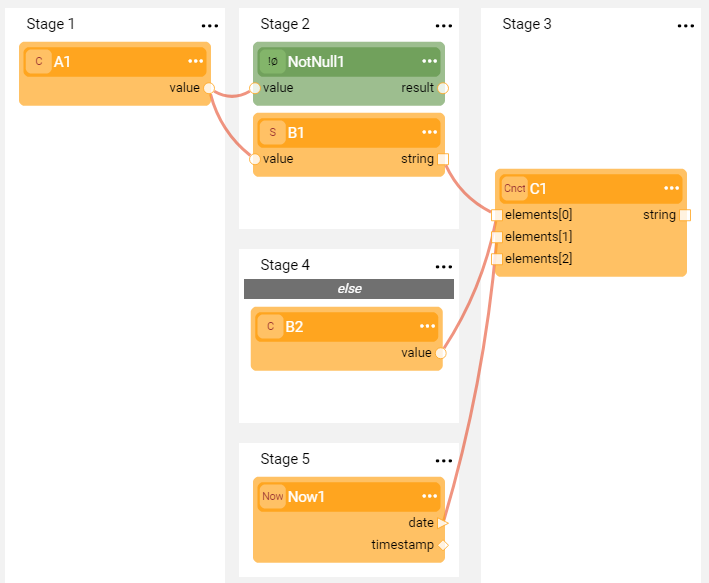 Stage 1
...
C A1 ...
value
Stage 2
...
!ø NotNull1 ...
value result
S B1 ...
value string
Stage 4
...
else
C B2 ...
value
Stage 5
...
Now Now1 ...
date
timestamp
Stage 3
...
Cnct C1 ...
elements[0] string
elements[1]
elements[2]